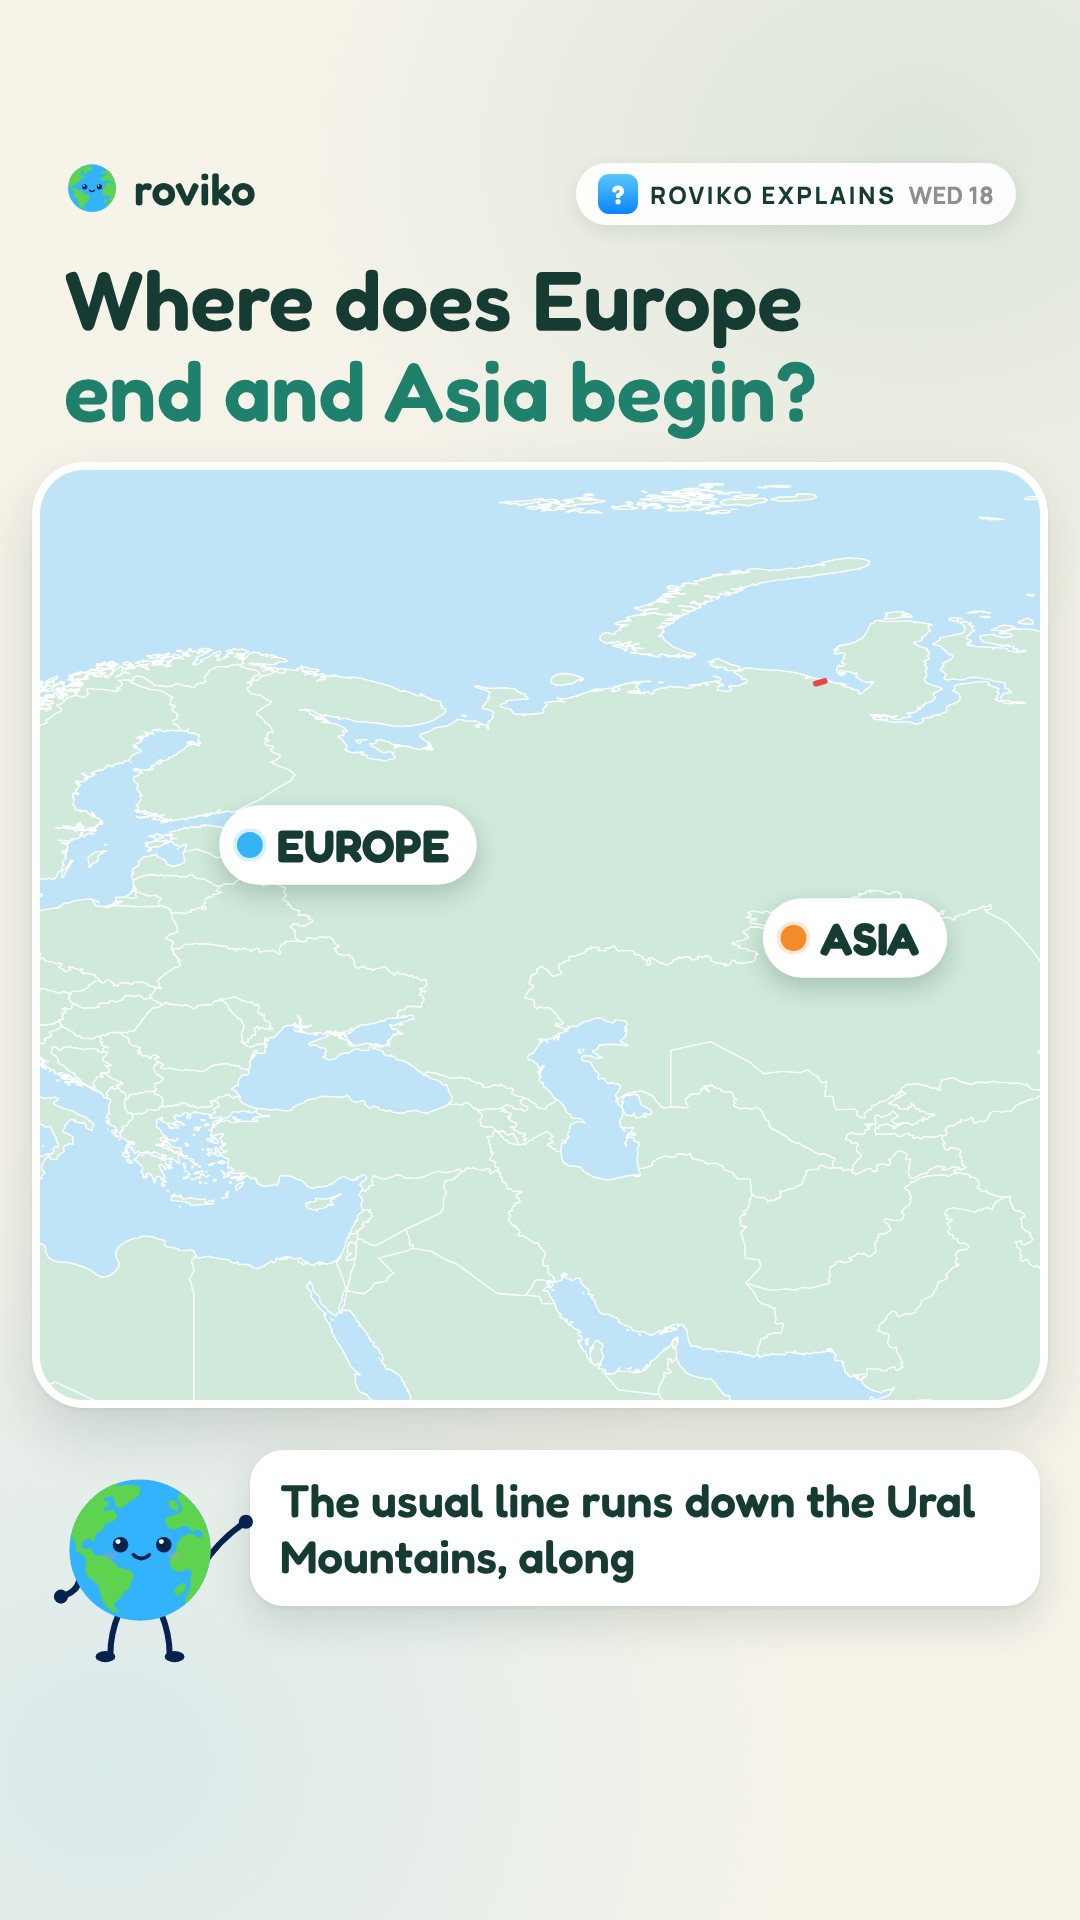 roviko
? ROVIKO EXPLAINS WED 18
Where does Europe
end and Asia begin?
EUROPE
ASIA
The usual line runs down the Ural
Mountains, along